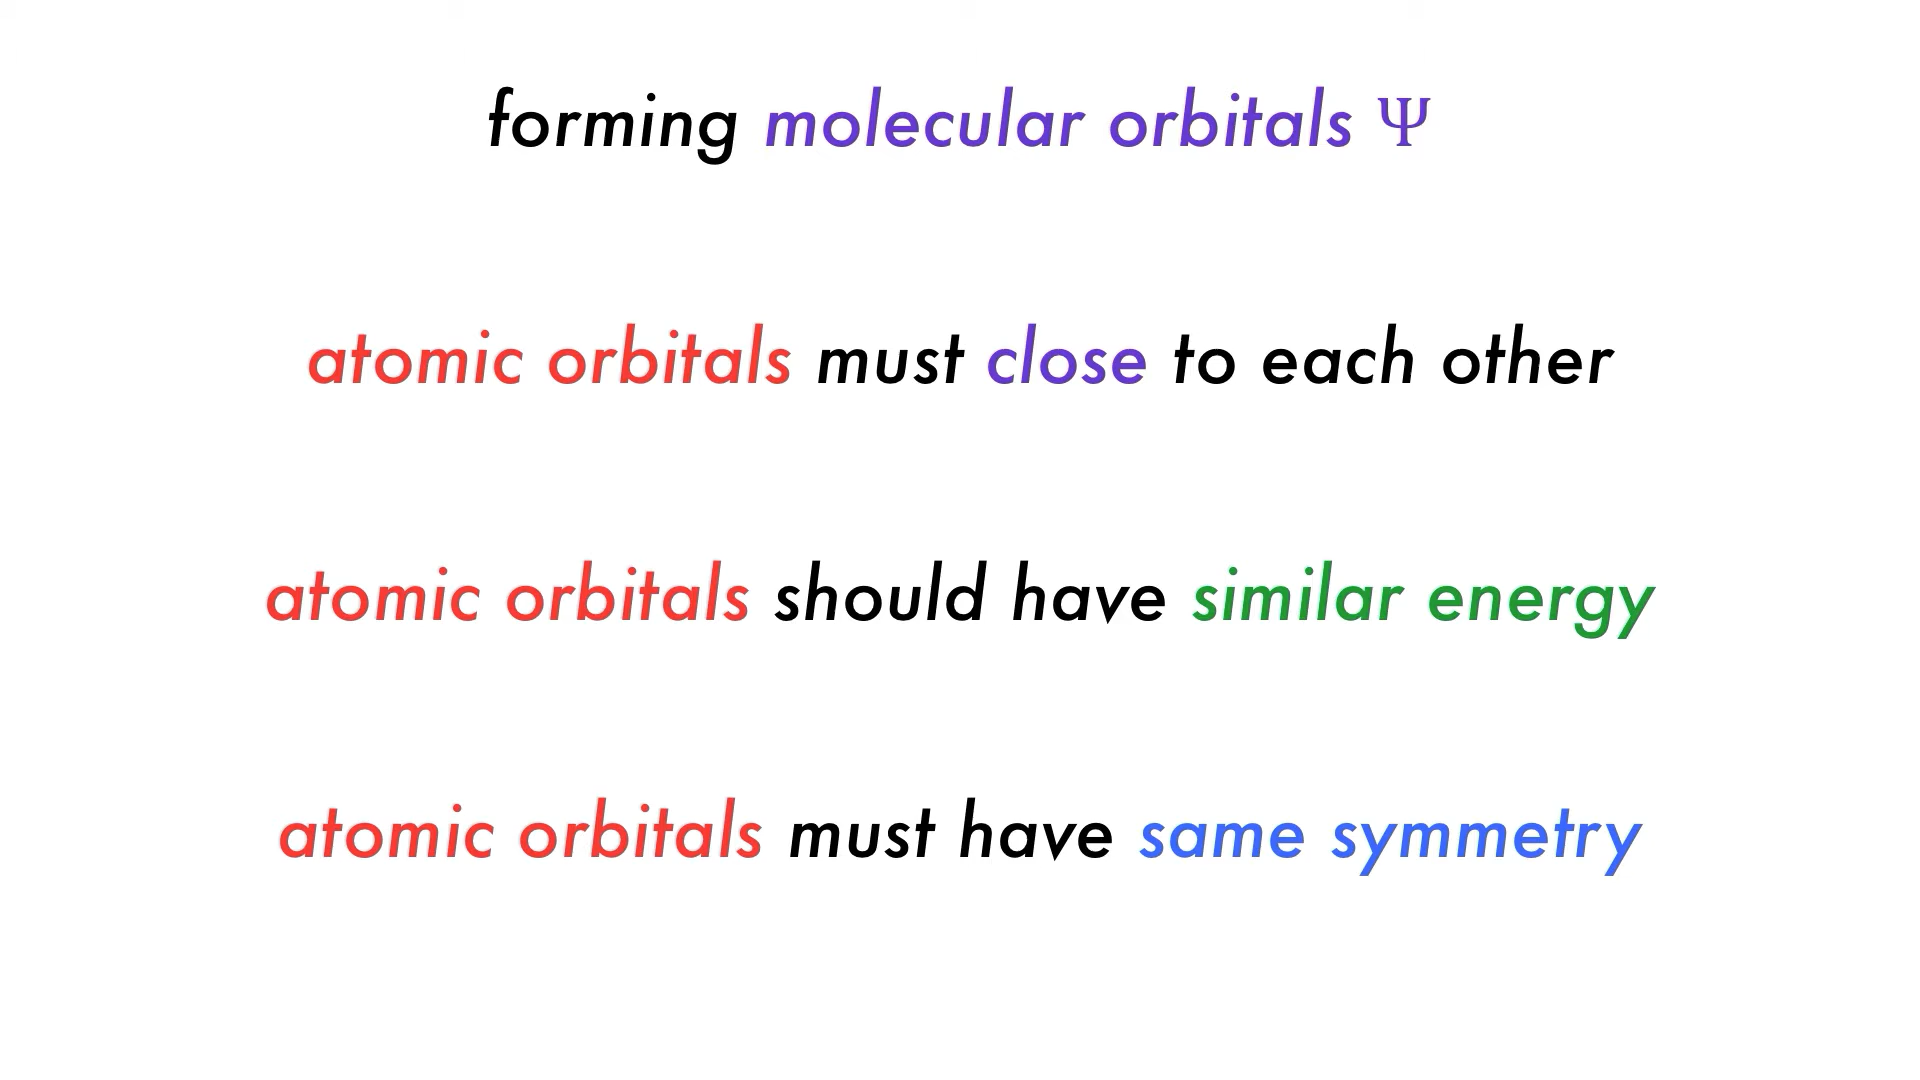 forming molecular orbitals Ψ
atomic orbitals must close to each other
atomic orbitals should have similar energy
atomic orbitals must have same symmetry